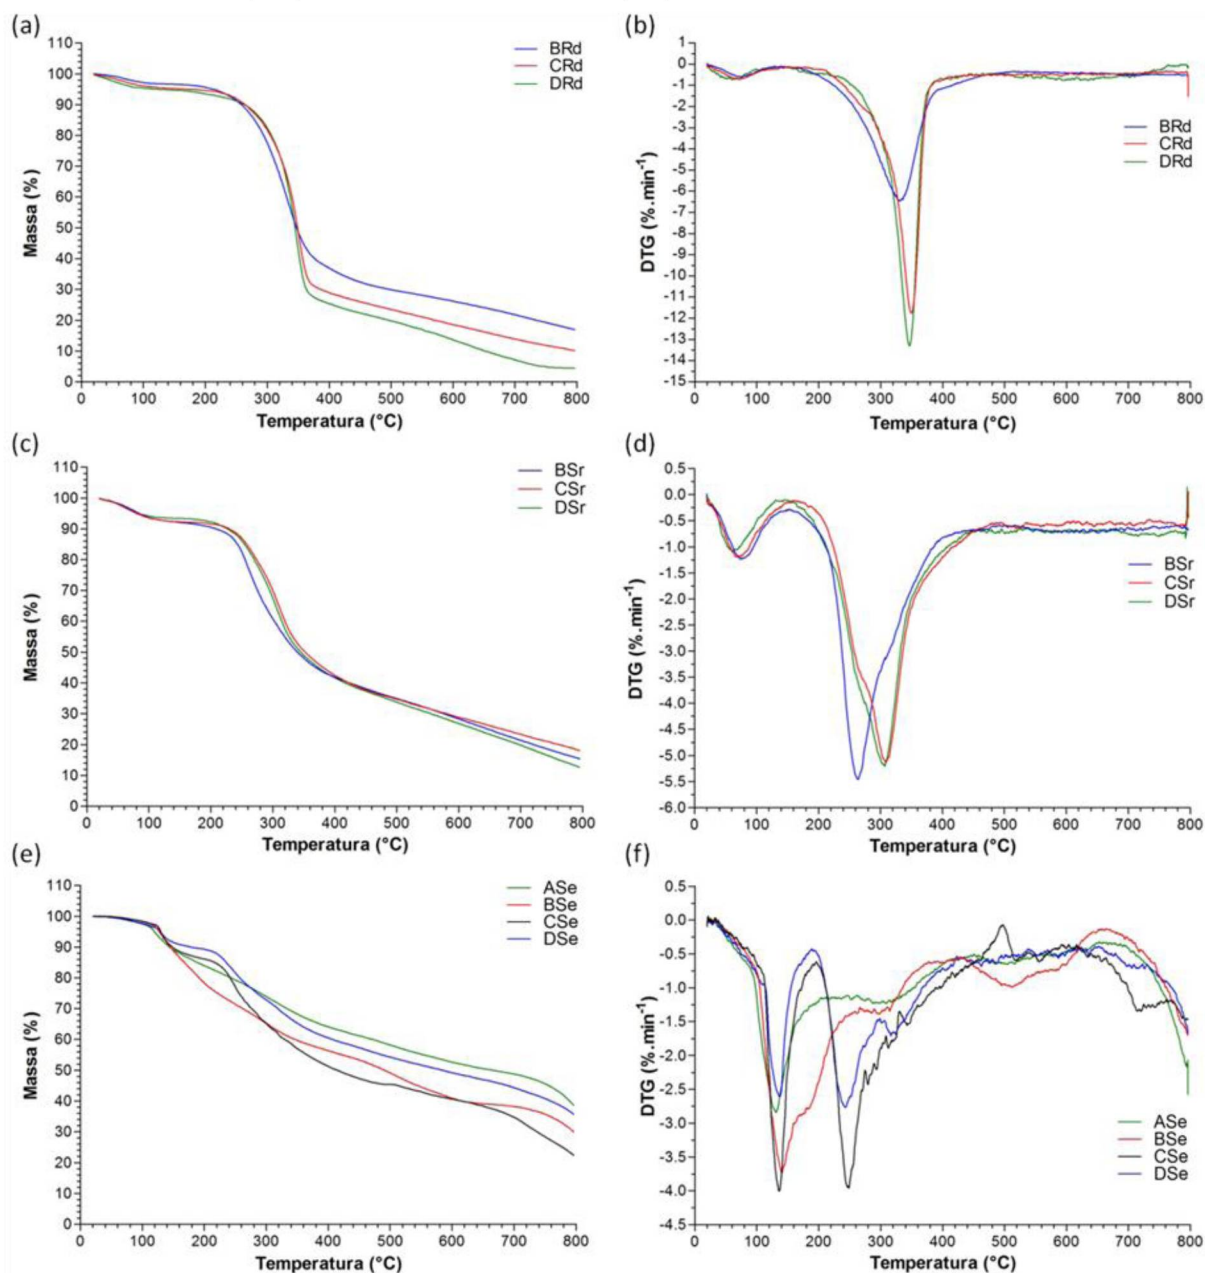 (a)
110
100
90
80
70
60
50
40
30
20
10
0
Massa (%)
BRd
CRd
DRd
0 100 200 300 400 500 600 700 800
Temperatura (°C)
(b)
1
0
-1
-2
-3
-4
-5
-6
-7
-8
-9
-10
-11
-12
-13
-14
-15
DTG (%.min⁻¹)
BRd
CRd
DRd
0 100 200 300 400 500 600 700 800
Temperatura (°C)
(c)
110
100
90
80
70
60
50
40
30
20
10
0
Massa (%)
BSr
CSr
DSr
0 100 200 300 400 500 600 700 800
Temperatura (°C)
(d)
0.5
0.0
-0.5
-1.0
-1.5
-2.0
-2.5
-3.0
-3.5
-4.0
-4.5
-5.0
-5.5
-6.0
DTG (%.min⁻¹)
BSr
CSr
DSr
0 100 200 300 400 500 600 700 800
Temperatura (°C)
(e)
110
100
90
80
70
60
50
40
30
20
10
0
Massa (%)
ASe
BSe
CSe
DSe
0 100 200 300 400 500 600 700 800
Temperatura (°C)
(f)
0.5
0.0
-0.5
-1.0
-1.5
-2.0
-2.5
-3.0
-3.5
-4.0
-4.5
DTG (%.min⁻¹)
ASe
BSe
CSe
DSe
0 100 200 300 400 500 600 700 800
Temperatura (°C)